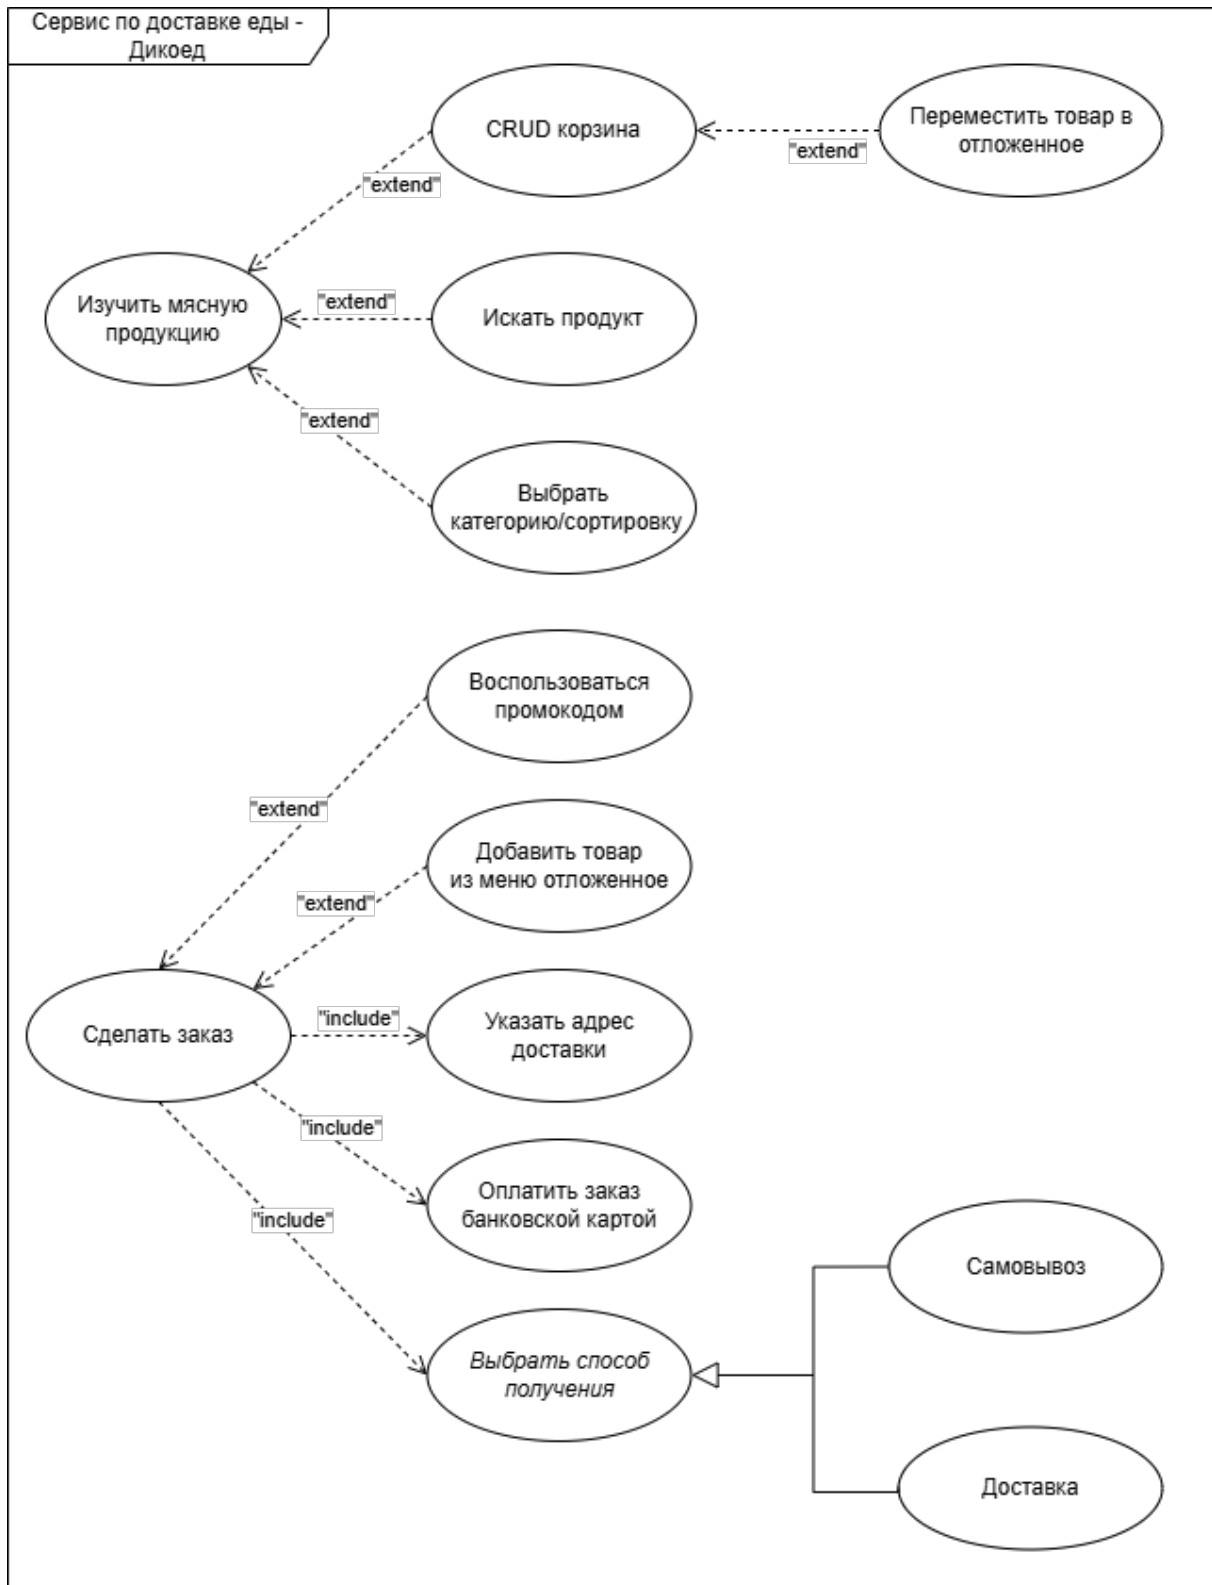 Сервис по доставке еды -
Дикоед
CRUD корзина
"extend"
Переместить товар в
отложенное
"extend"
Изучить мясную
продукцию
"extend"
Искать продукт
"extend"
Выбрать
категорию/сортировку
Воспользоваться
промокодом
"extend"
Добавить товар
из меню отложенное
"extend"
Сделать заказ
"include"
Указать адрес
доставки
"include"
Оплатить заказ
банковской картой
"include"
Самовывоз
Выбрать способ
получения
Доставка